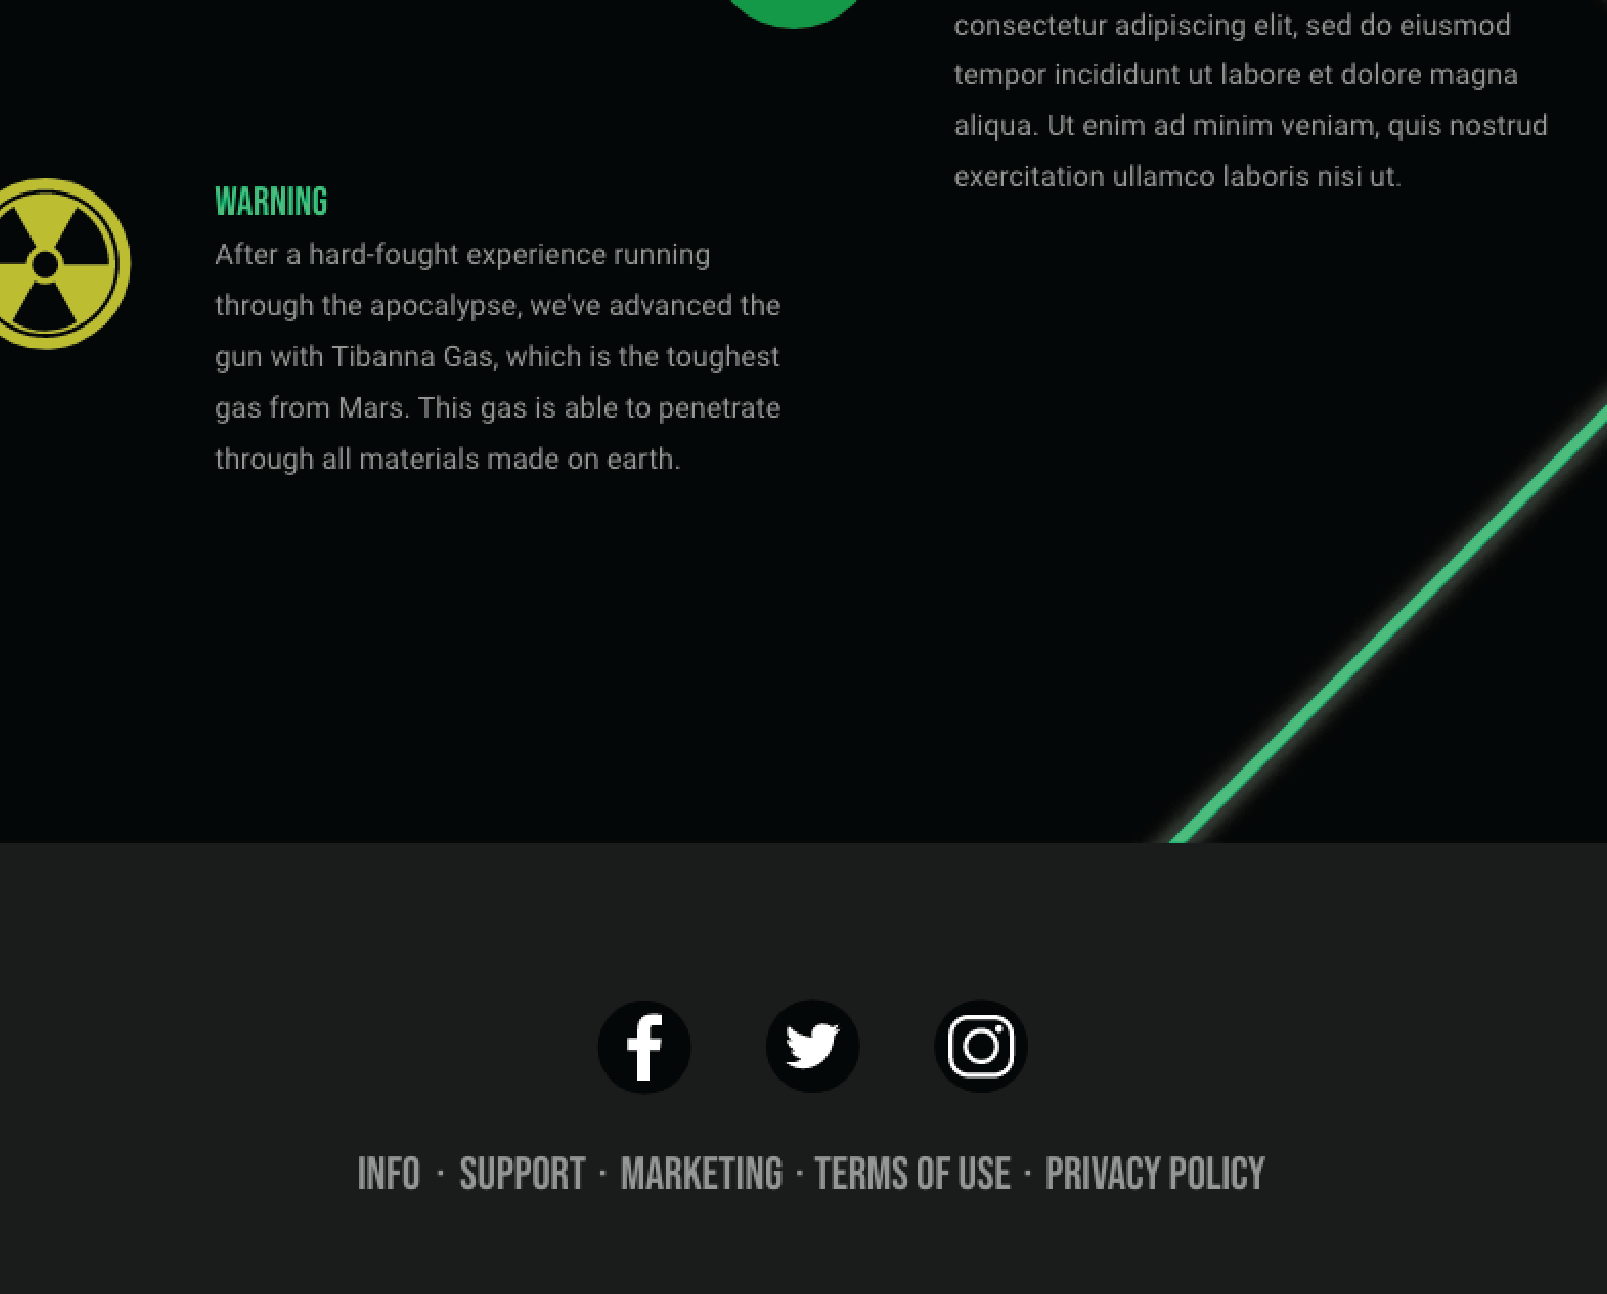 consectetur adipiscing elit, sed do eiusmod
tempor incididunt ut labore et dolore magna
aliqua. Ut enim ad minim veniam, quis nostrud
exercitation ullamco laboris nisi ut.
WARNING
After a hard-fought experience running
through the apocalypse, we've advanced the
gun with Tibanna Gas, which is the toughest
gas from Mars. This gas is able to penetrate
through all materials made on earth.
INFO · SUPPORT · MARKETING · TERMS OF USE · PRIVACY POLICY